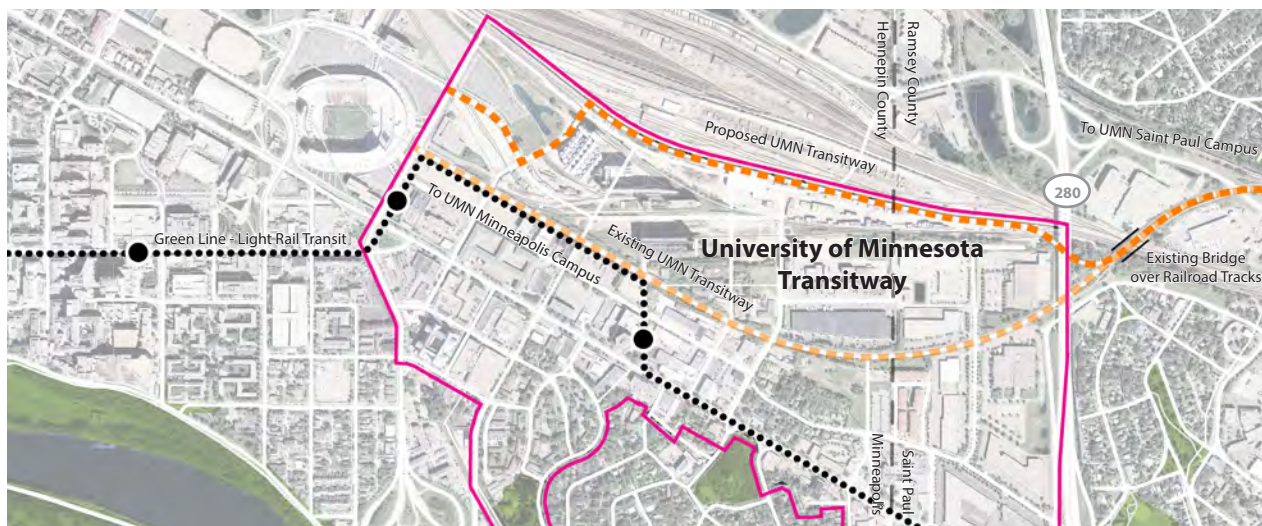 Ramsey County
Hennepin County
To UMN Saint Paul Campus
Proposed UMN Transitway
280
To UMN Minneapolis Campus
Green Line - Light Rail Transit
Existing UMN Transitway
University of Minnesota
Transitway
Existing Bridge
over Railroad Tracks
Saint Paul
Minneapolis